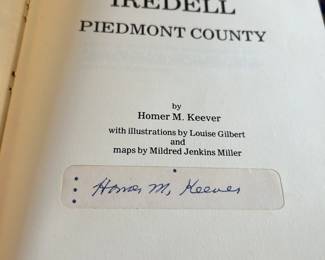 IREDELL
PIEDMONT COUNTY
by
Homer M. Keever
with illustrations by Louise Gilbert
and
maps by Mildred Jenkins Miller
Homer M. Keever